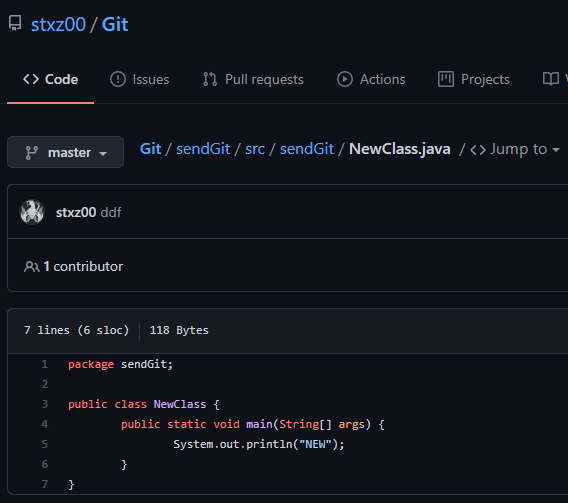 stxz00 / Git
Code Issues Pull requests Actions Projects
master Git / sendGit / src / sendGit / NewClass.java / Jump to
stxz00 ddf
1 contributor
7 lines (6 sloc) 118 Bytes
1 package sendGit;
2
3 public class NewClass {
4 public static void main(String[] args) {
5 System.out.println("NEW");
6 }
7 }